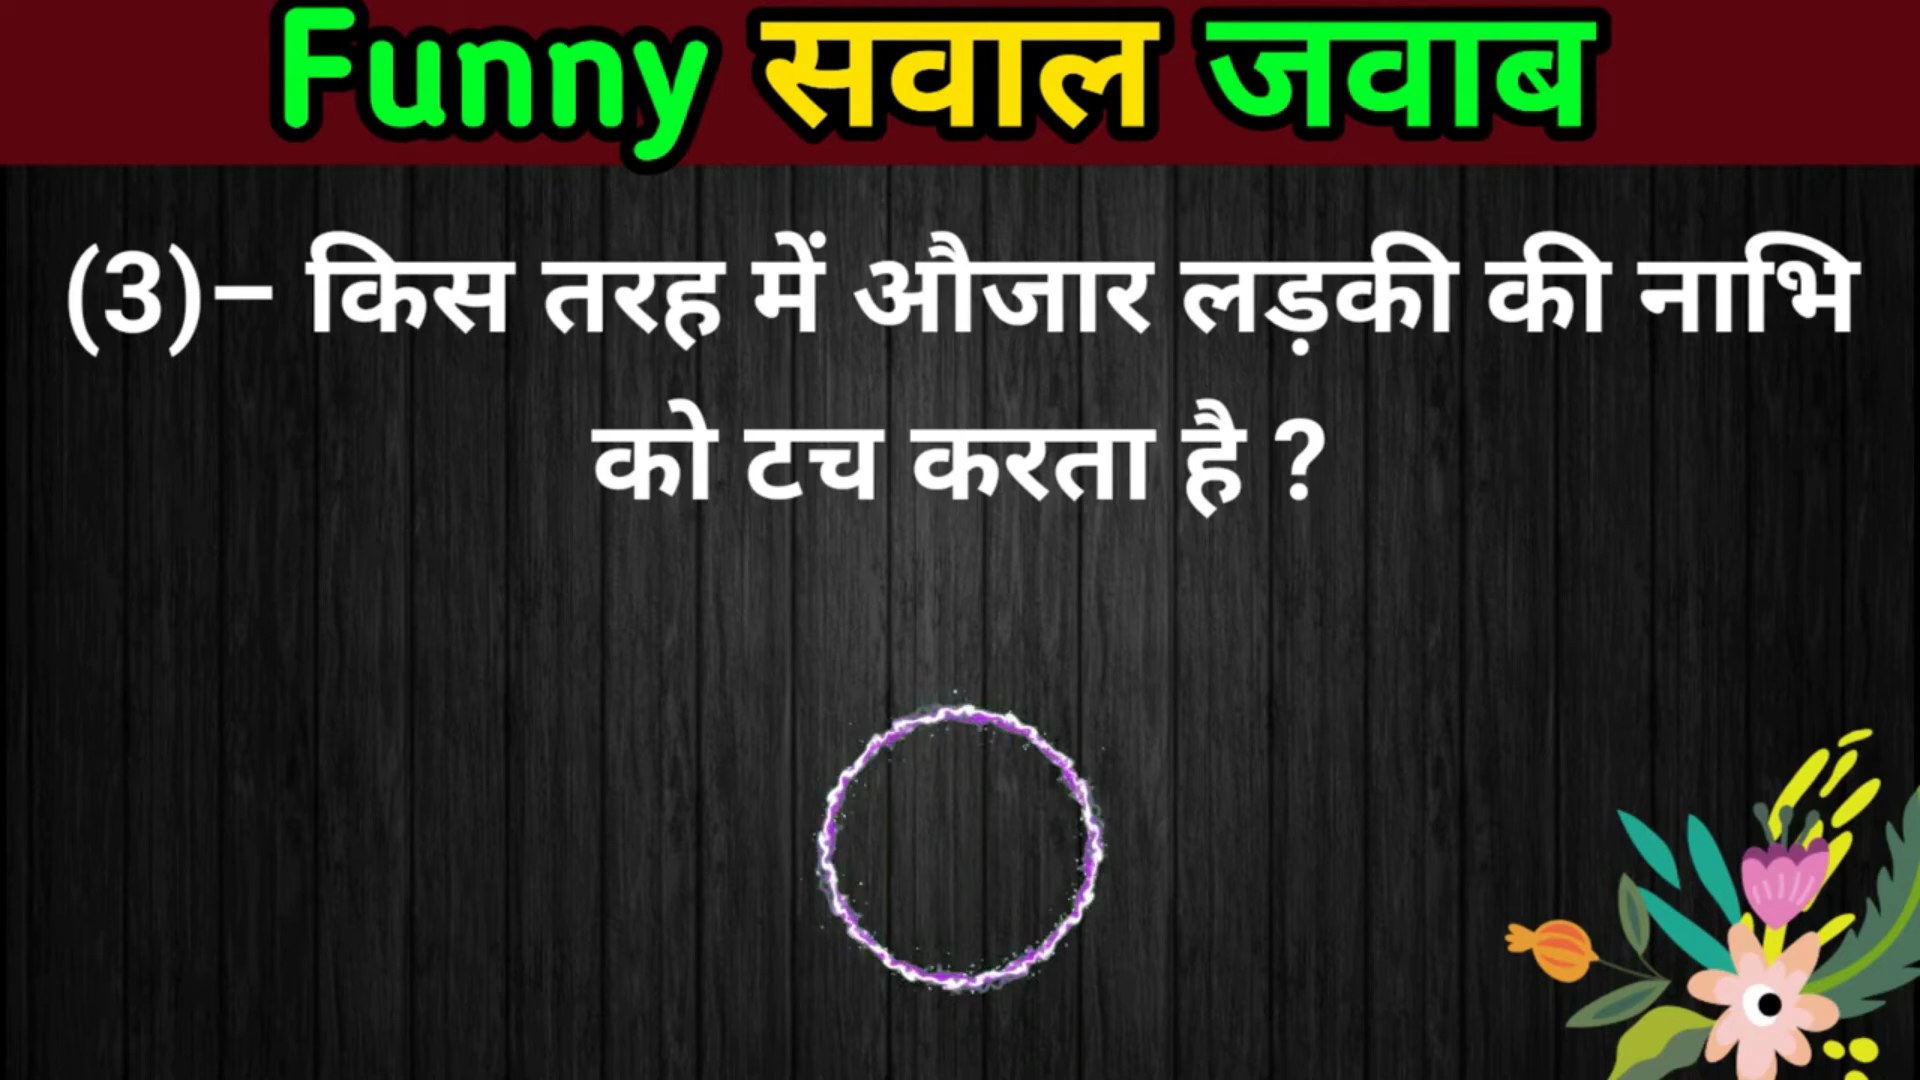 Funny सवाल जवाब
(3)– किस तरह में औजार लड़की की नाभि
को टच करता है ?